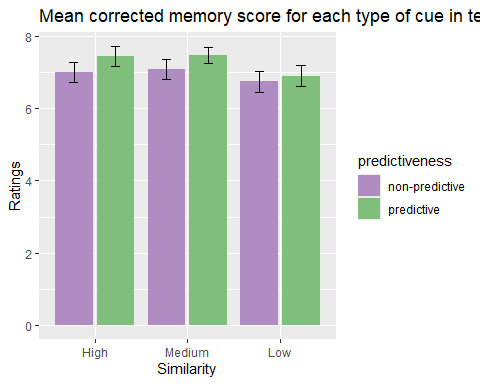 Mean corrected memory score for each type of cue in te
8
6
4
2
0
Ratings
High
Medium
Low
Similarity
predictiveness
non-predictive
predictive